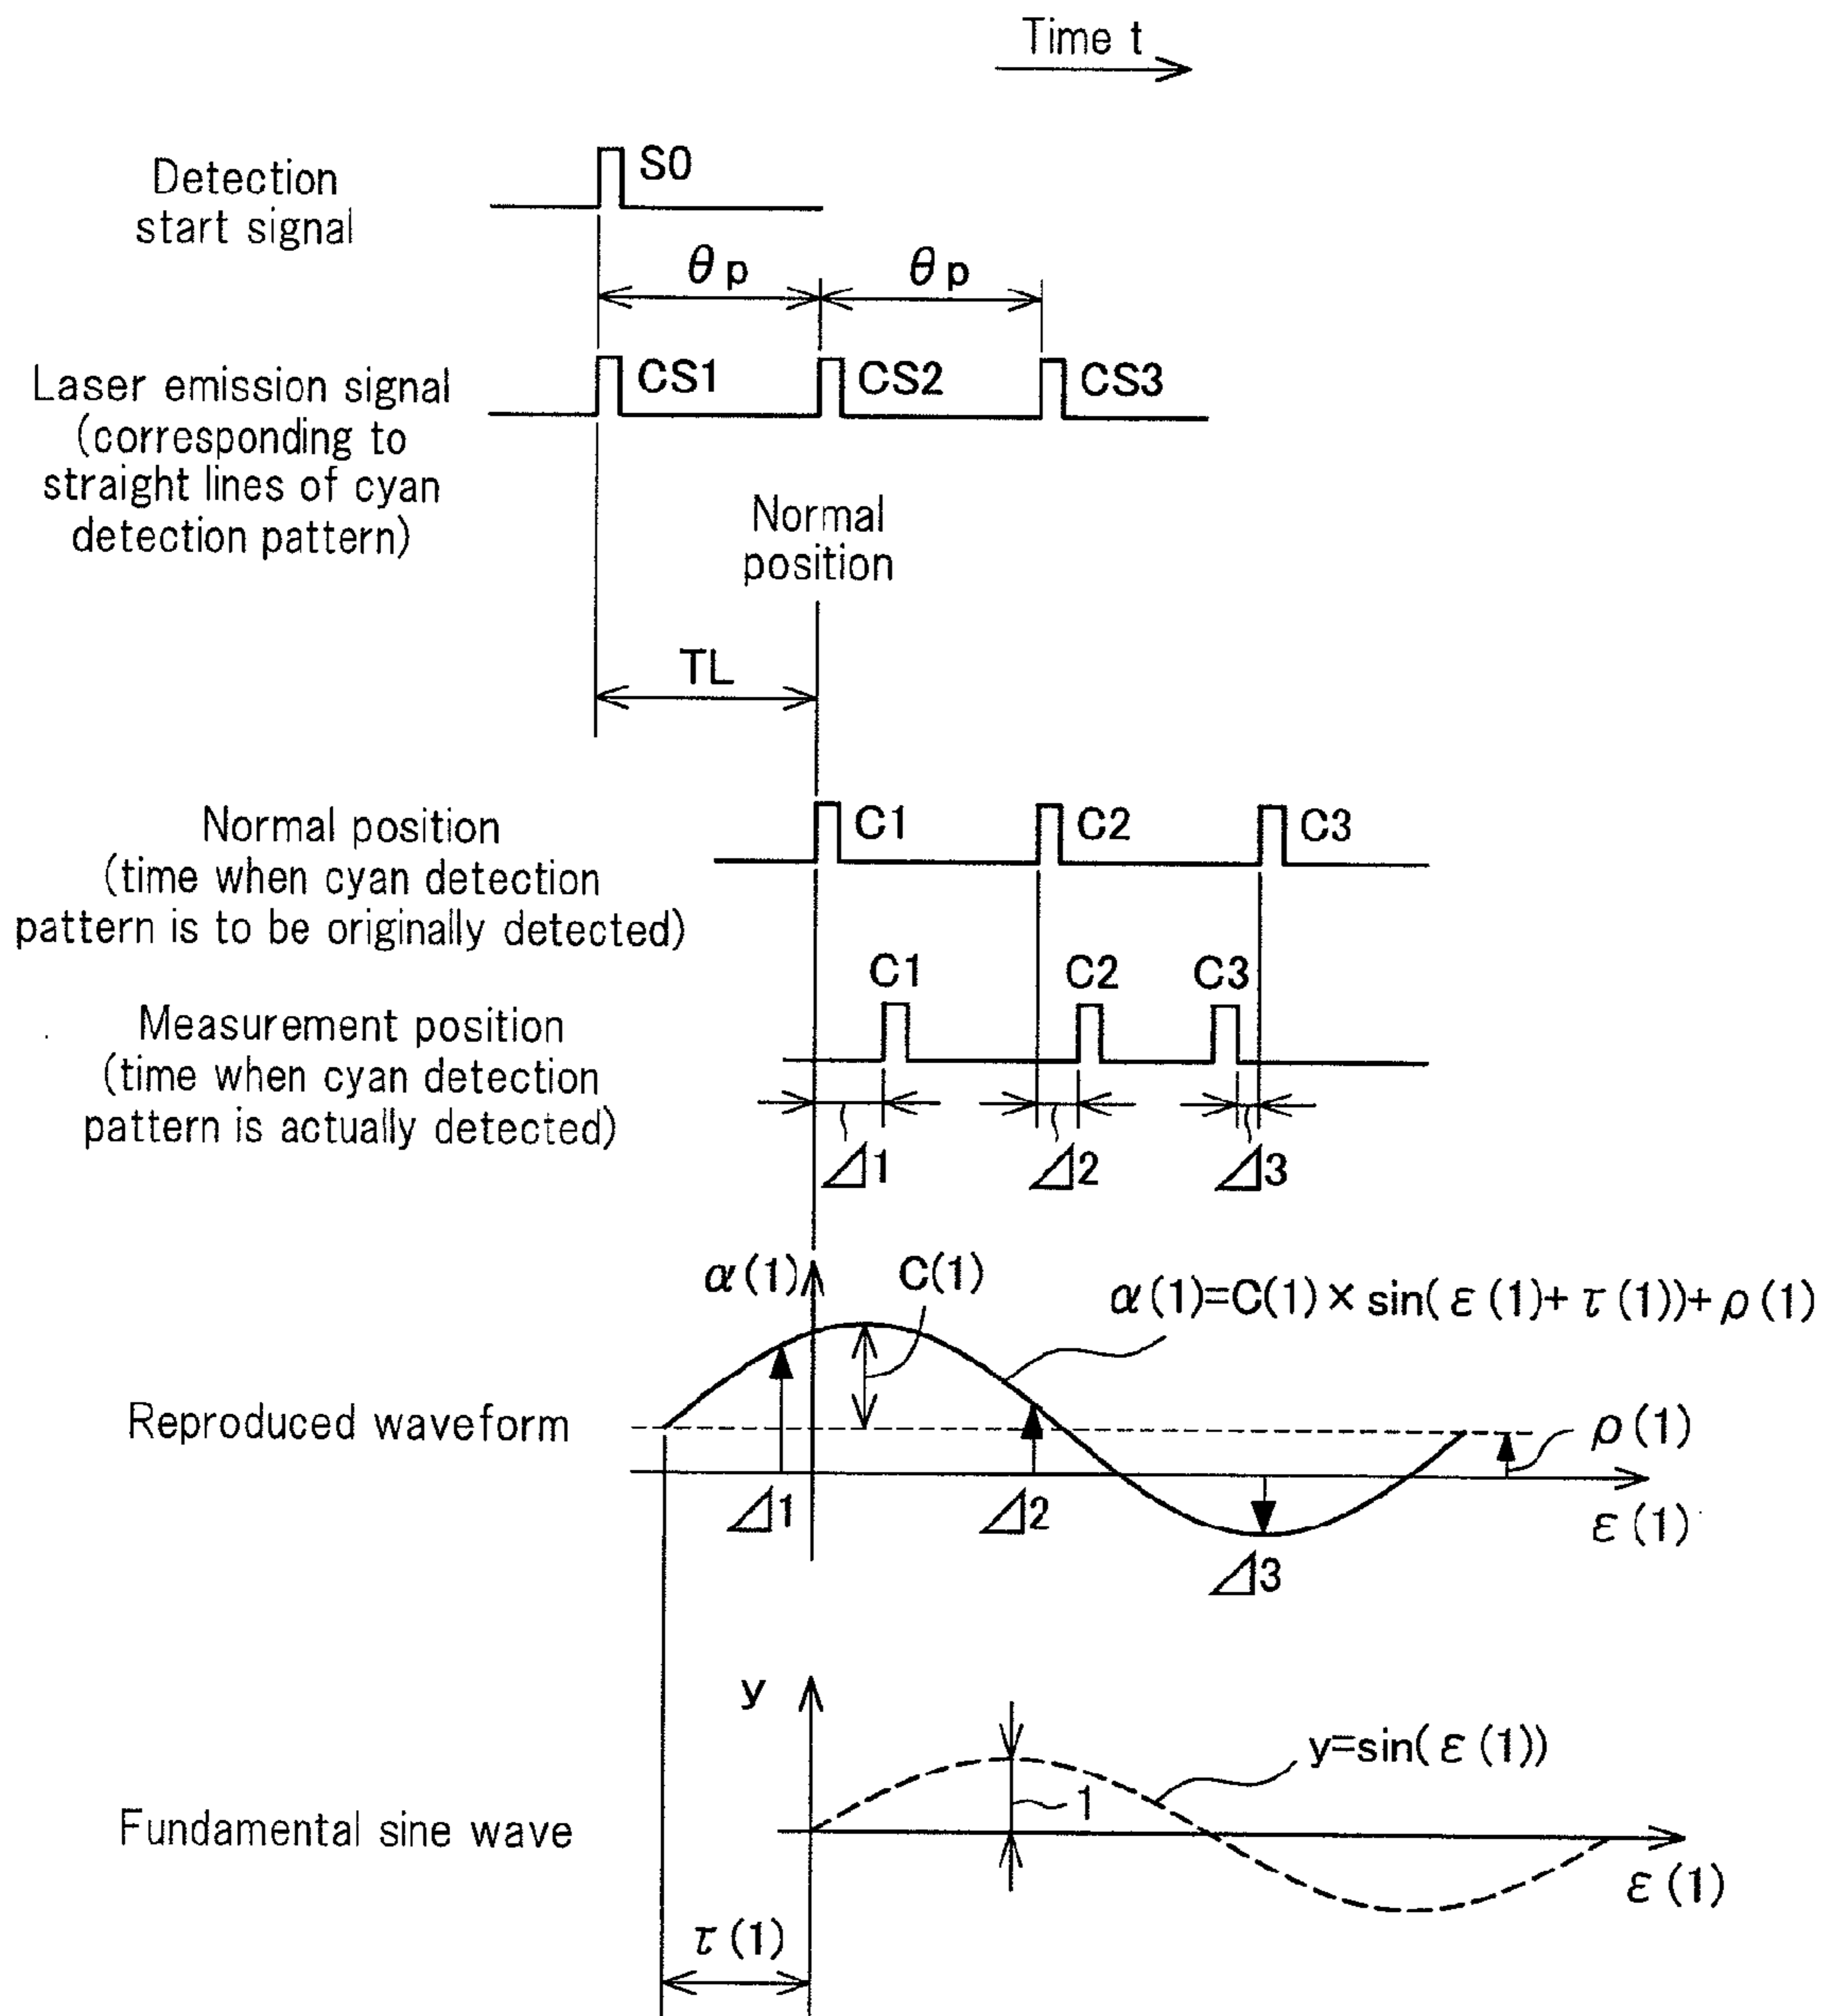 Time t
Detection
start signal
S0
θp
θp
Laser emission signal
(corresponding to
straight lines of cyan
detection pattern)
CS1
CS2
CS3
Normal
position
TL
Normal position
(time when cyan detection
pattern is to be originally detected)
C1
C2
C3
Measurement position
(time when cyan detection
pattern is actually detected)
C1
C2
C3
⊿1
⊿2
⊿3
α(1)
C(1)
α(1)=C(1)×sin(ε(1)+τ(1))+ρ(1)
Reproduced waveform
ρ(1)
⊿1
⊿2
⊿3
ε(1)
y
y=sin(ε(1))
1
Fundamental sine wave
ε(1)
τ(1)